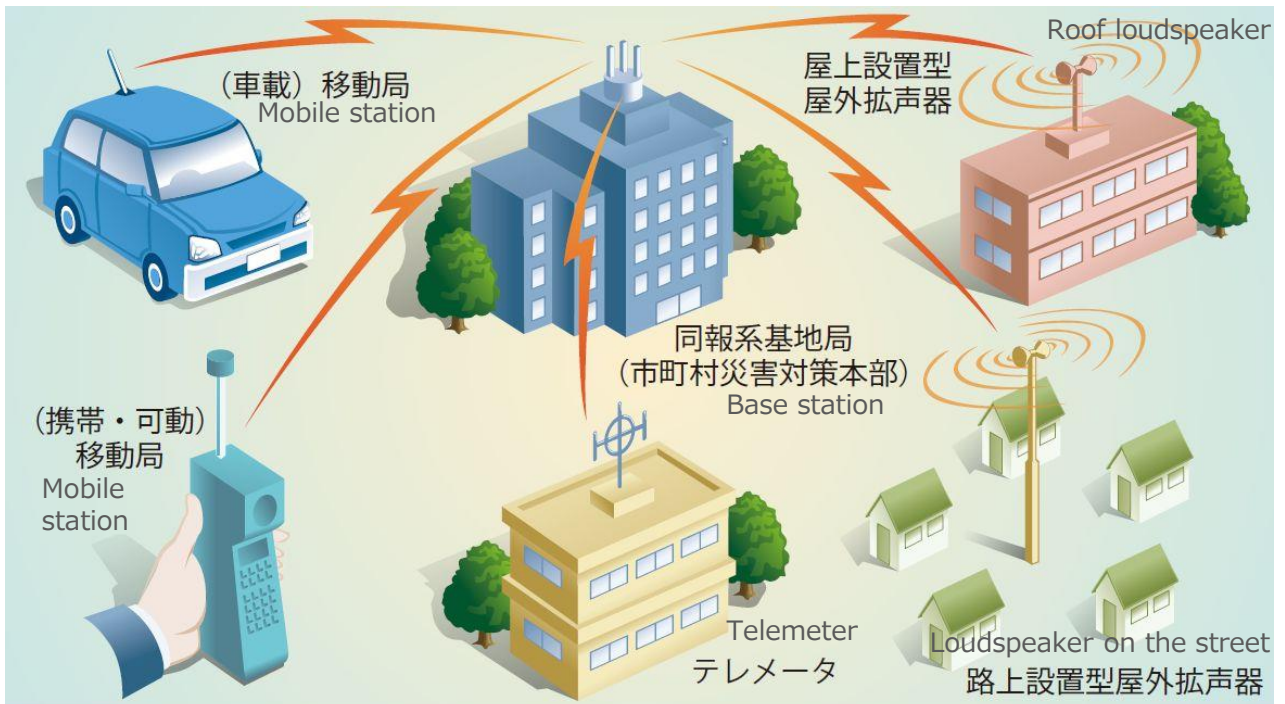 (車載)移動局
Mobile station
屋上設置型
屋外拡声器
Roof loudspeaker
同報系基地局
(市町村災害対策本部)
Base station
(携帯・可動)
移動局
Mobile
station
Telemeter
テレメータ
Loudspeaker on the street
路上設置型屋外拡声器